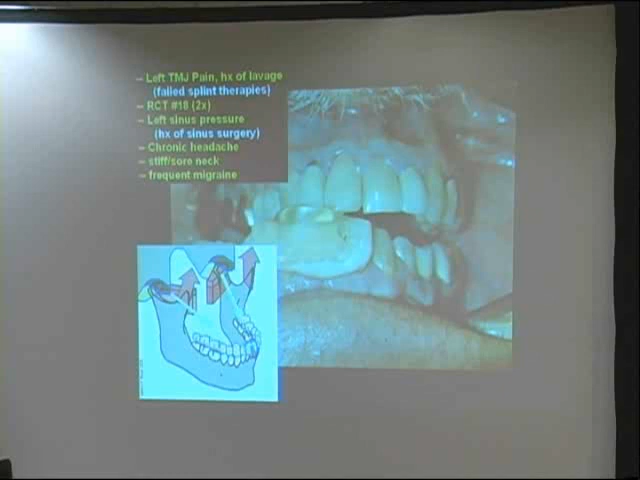 – Left TMJ Pain, hx of lavage
(failed splint therapies)
– RCT #18 (2x)
– Left sinus pressure
(hx of sinus surgery)
– Chronic headache
– stiff/sore neck
– frequent migraine